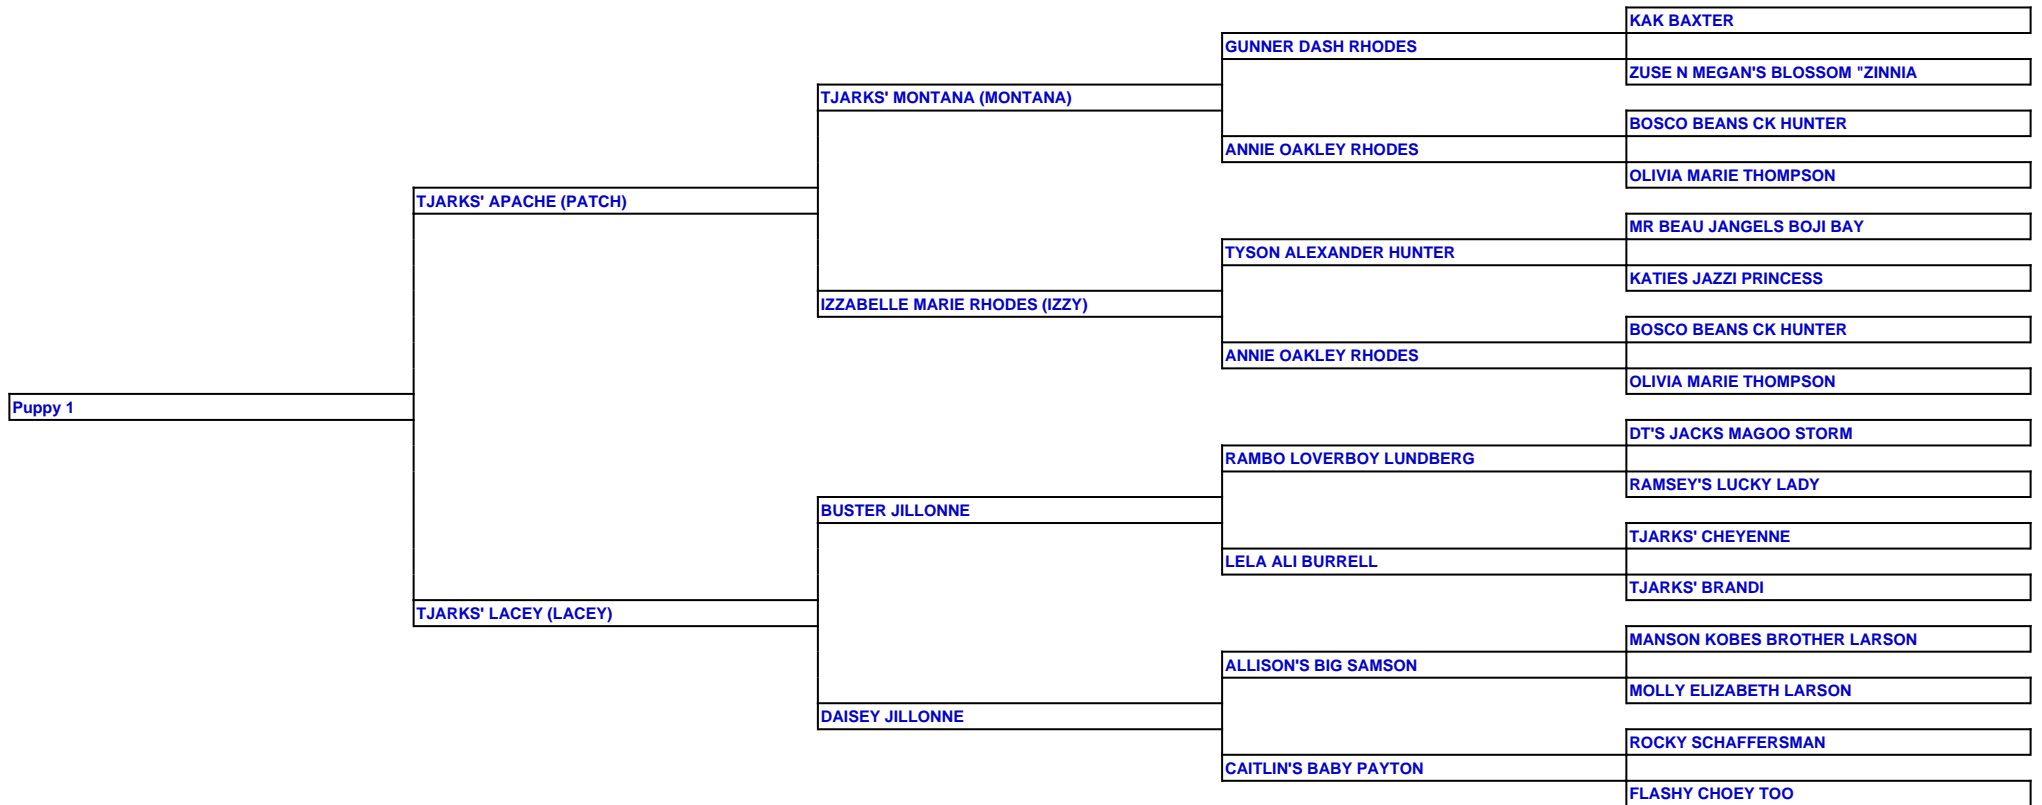 KAK BAXTER
GUNNER DASH RHODES
ZUSE N MEGAN'S BLOSSOM "ZINNIA
TJARKS' MONTANA (MONTANA)
BOSCO BEANS CK HUNTER
ANNIE OAKLEY RHODES
OLIVIA MARIE THOMPSON
TJARKS' APACHE (PATCH)
MR BEAU JANGELS BOJI BAY
TYSON ALEXANDER HUNTER
KATIES JAZZI PRINCESS
IZZABELLE MARIE RHODES (IZZY)
BOSCO BEANS CK HUNTER
ANNIE OAKLEY RHODES
OLIVIA MARIE THOMPSON
Puppy 1
DT'S JACKS MAGOO STORM
RAMBO LOVERBOY LUNDBERG
RAMSEY'S LUCKY LADY
BUSTER JILLONNE
TJARKS' CHEYENNE
LELA ALI BURRELL
TJARKS' BRANDI
TJARKS' LACEY (LACEY)
MANSON KOBES BROTHER LARSON
ALLISON'S BIG SAMSON
MOLLY ELIZABETH LARSON
DAISEY JILLONNE
ROCKY SCHAFFERSMAN
CAITLIN'S BABY PAYTON
FLASHY CHOEY TOO